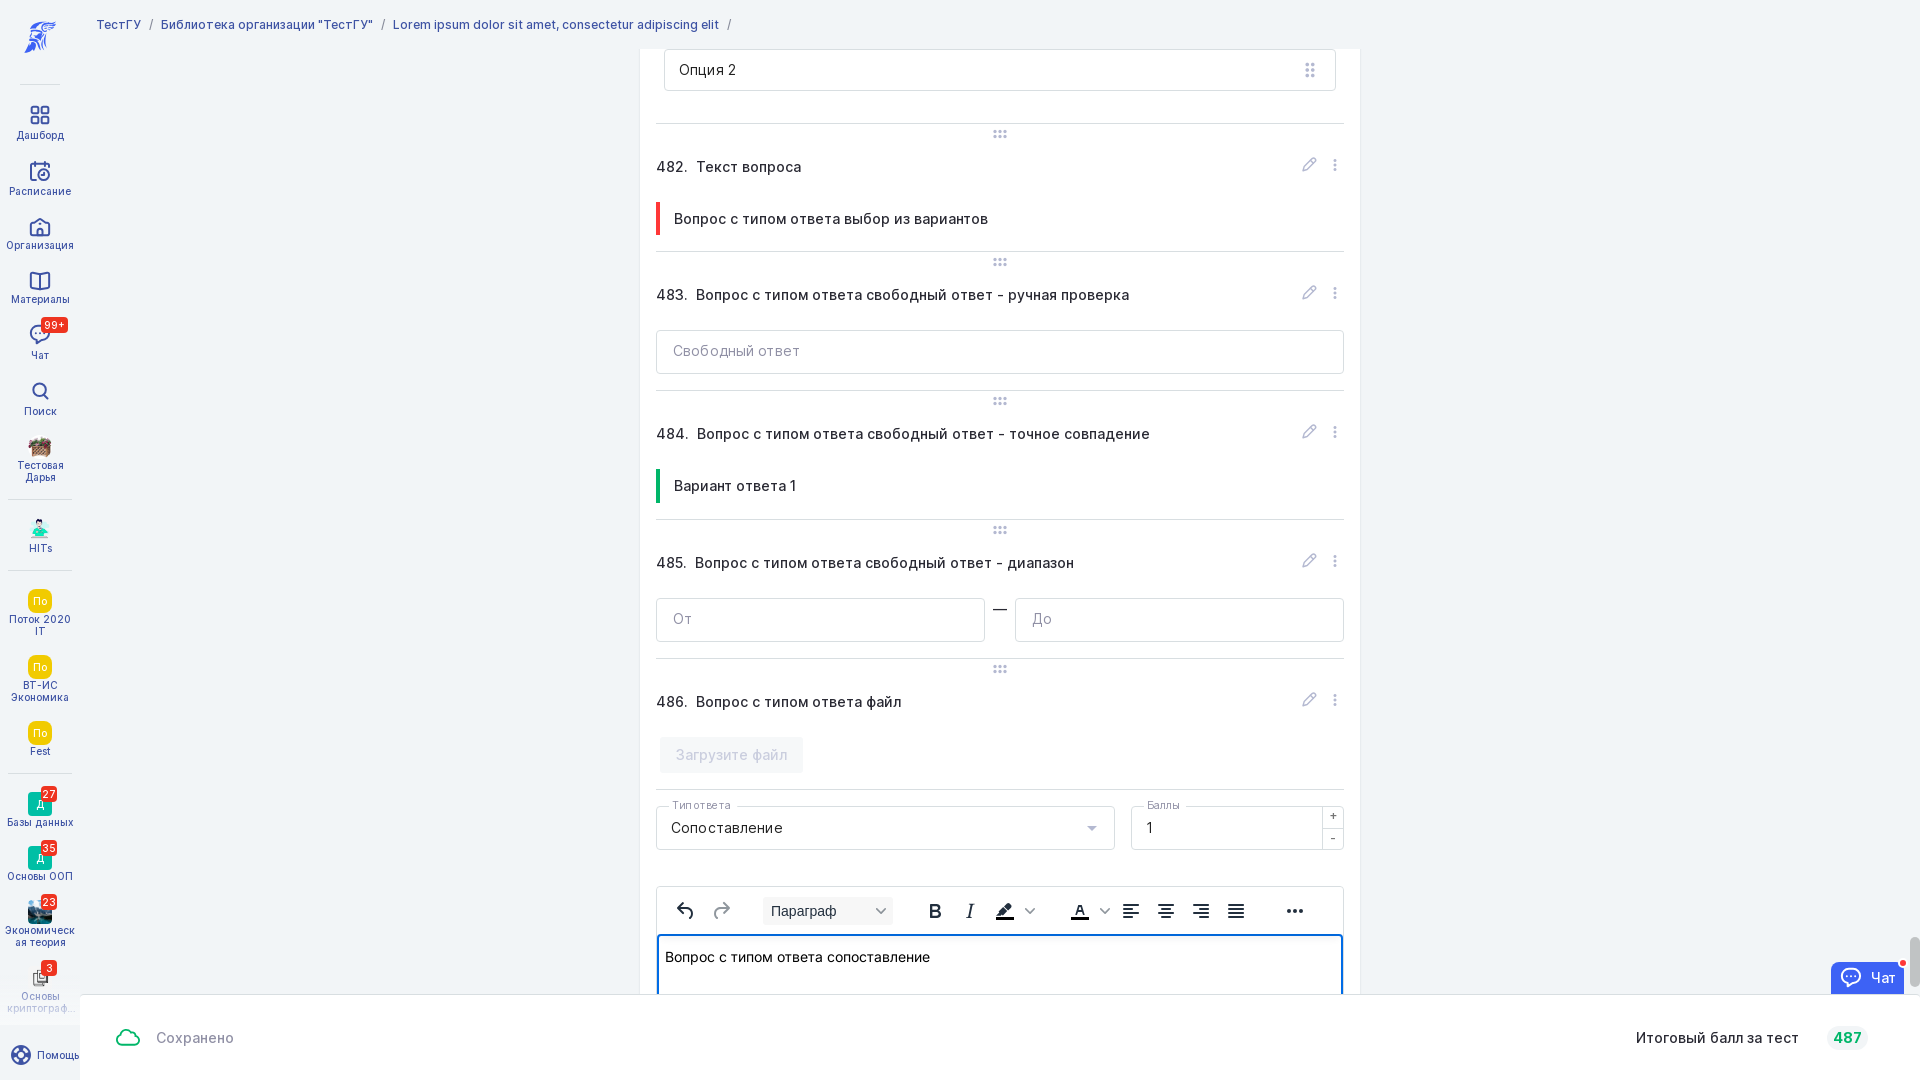 ТестГУ / Библиотека организации "ТестГУ" / Lorem ipsum dolor sit amet, consectetur adipiscing elit /
Дашборд
Расписание
Организация
Материалы
99+
Чат
Поиск
Тестовая
Дарья
HITs
По
Поток 2020
IT
По
ВТ-ИС
Экономика
По
Fest
27
Д
Базы данных
35
Д
Основы ООП
23
Экономическ
ая теория
3
Основы
криптограф...
Помощь
Опция 2
482. Текст вопроса
Вопрос с типом ответа выбор из вариантов
483. Вопрос с типом ответа свободный ответ - ручная проверка
Свободный ответ
484. Вопрос с типом ответа свободный ответ - точное совпадение
Вариант ответа 1
485. Вопрос с типом ответа свободный ответ - диапазон
От — До
486. Вопрос с типом ответа файл
Загрузите файл
Тип ответа
Сопоставление
Баллы
1
+
-
Параграф
Вопрос с типом ответа сопоставление
Чат
Сохранено
Итоговый балл за тест 487